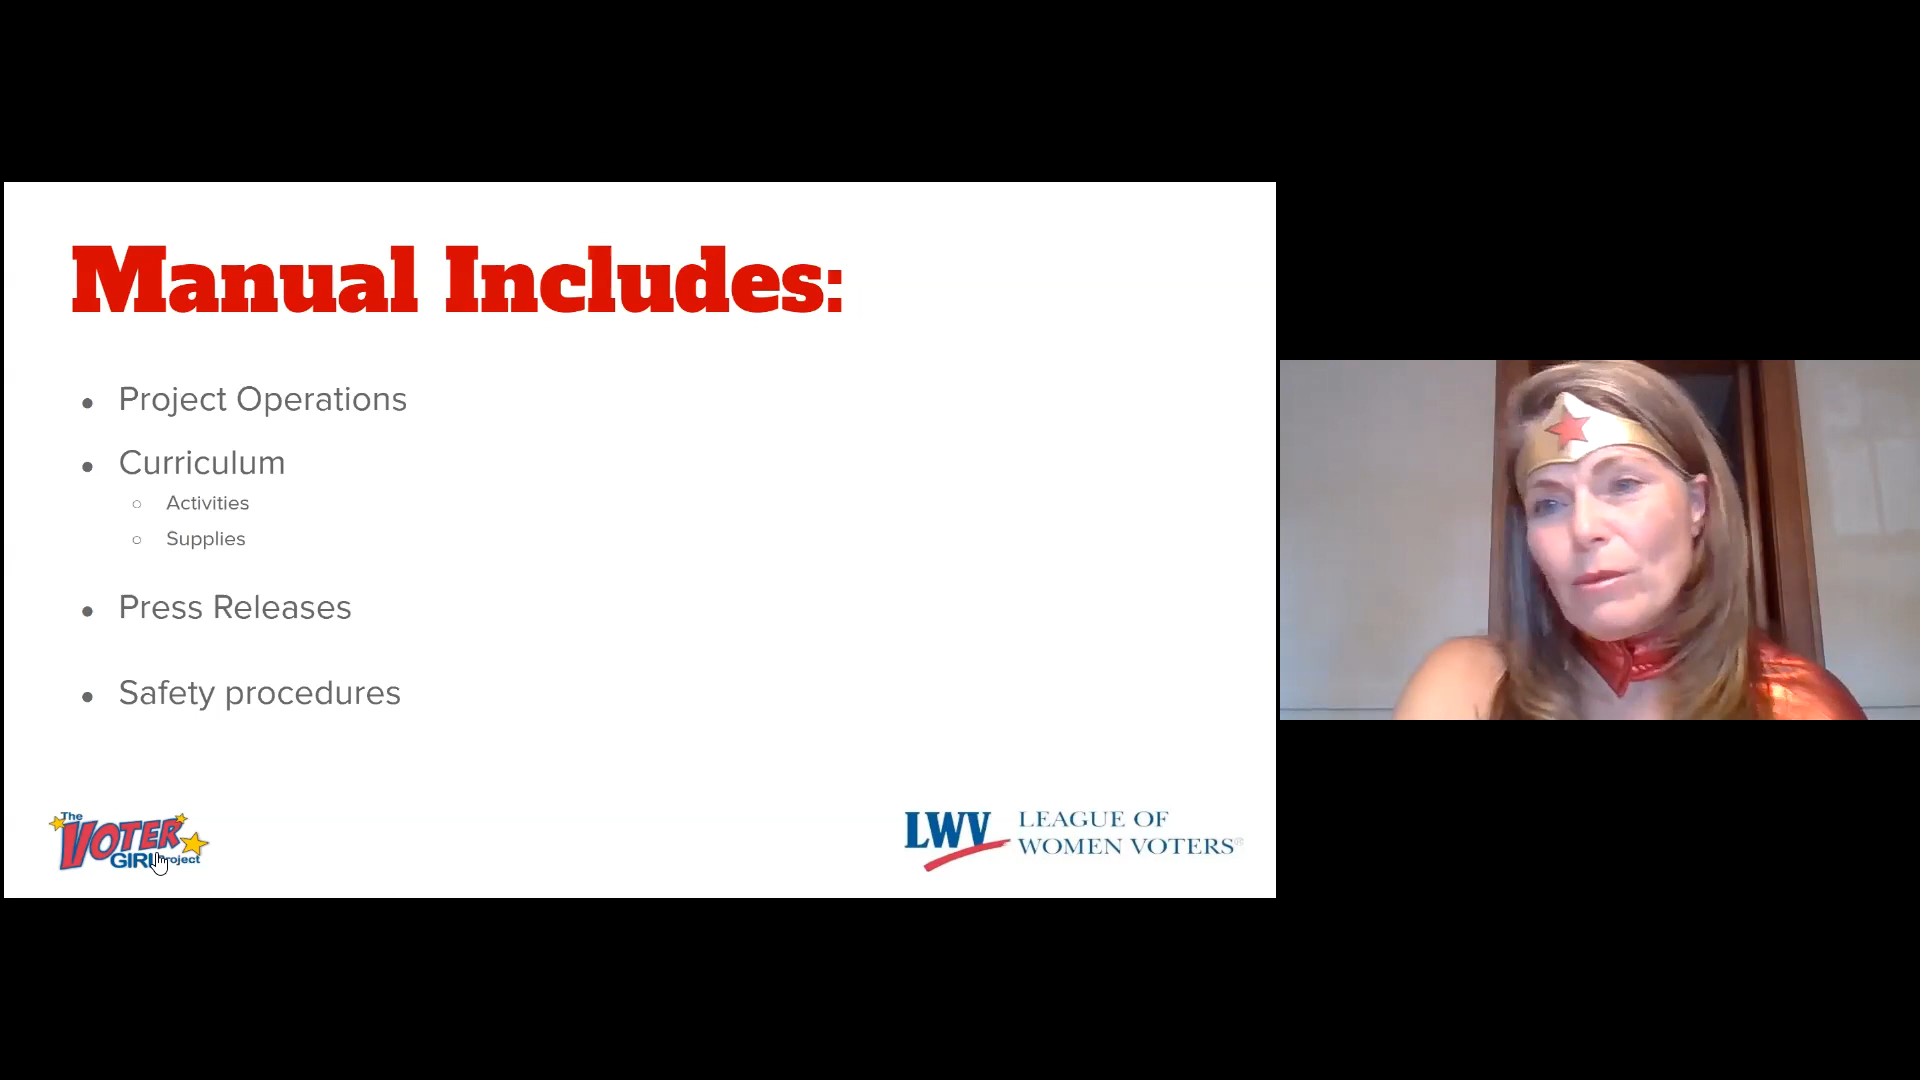 Manual Includes:
Project Operations
Curriculum
Activities
Supplies
Press Releases
Safety procedures
The
VOTER
GIRL Project
LWV
LEAGUE OF
WOMEN VOTERS®